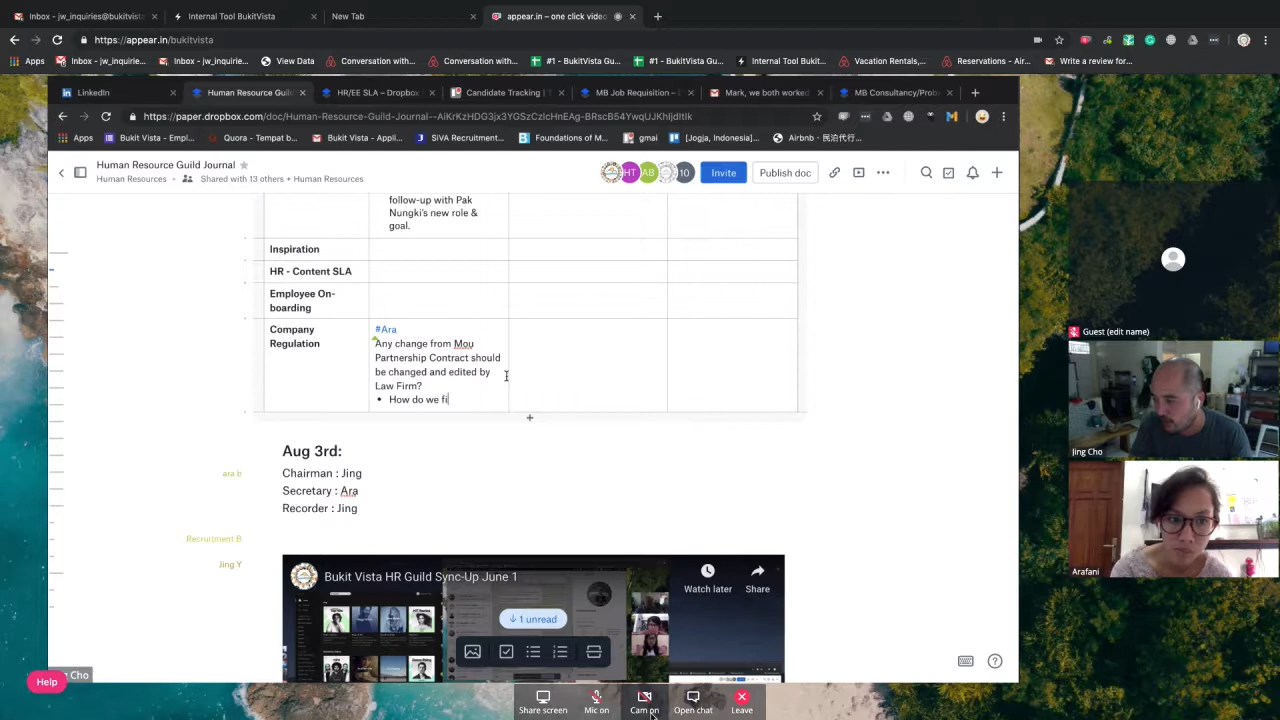 Inbox - jw_inquiries@bukitvista
Internal Tool BukitVista
New Tab
appear.in – one click video
https://appear.in/bukitvista
Apps
Inbox - jw_inquirie...
Inbox - jw_inquirie...
View Data
Conversation with...
Conversation with...
#1 - BukitVista Gu...
#1 - BukitVista Gu...
Internal Tool Bukit...
Vacation Rentals,...
Reservations - Air...
Write a review for...
LinkedIn
Human Resource Guild
HR/EE SLA – Dropbox
Candidate Tracking | T
MB Job Requisition – D
Mark, we both worked
MB Consultancy/Proba
https://paper.dropbox.com/doc/Human-Resource-Guild-Journal--
Apps
Bukit Vista - Empl...
Quora - Tempat b...
Bukit Vista - Appli...
SiVA Recruitment...
Foundations of M...
gmai
[Jogja, Indonesia]...
Airbnb - 民泊代行...
Human Resource Guild Journal
Human Resources
Shared with 13 others + Human Resources
HT
AB
10
Invite
Publish doc
follow-up with Pak
Nungki's new role &
goal.
Inspiration
HR - Content SLA
Employee On-
boarding
Company
Regulation
#Ara
Any change from Mou
Partnership Contract should
be changed and edited by
Law Firm?
• How do we fi
Aug 3rd:
ara b
Chairman : Jing
Secretary : Ara
Recorder : Jing
Recruitment B
Jing Y
Bukit Vista HR Guild Sync-Up June 1
Watch later
Share
↓ 1 unread
Guest (edit name)
Jing Cho
Arafani
Cho
Help
Share screen
Mic on
Cam on
Open chat
Leave